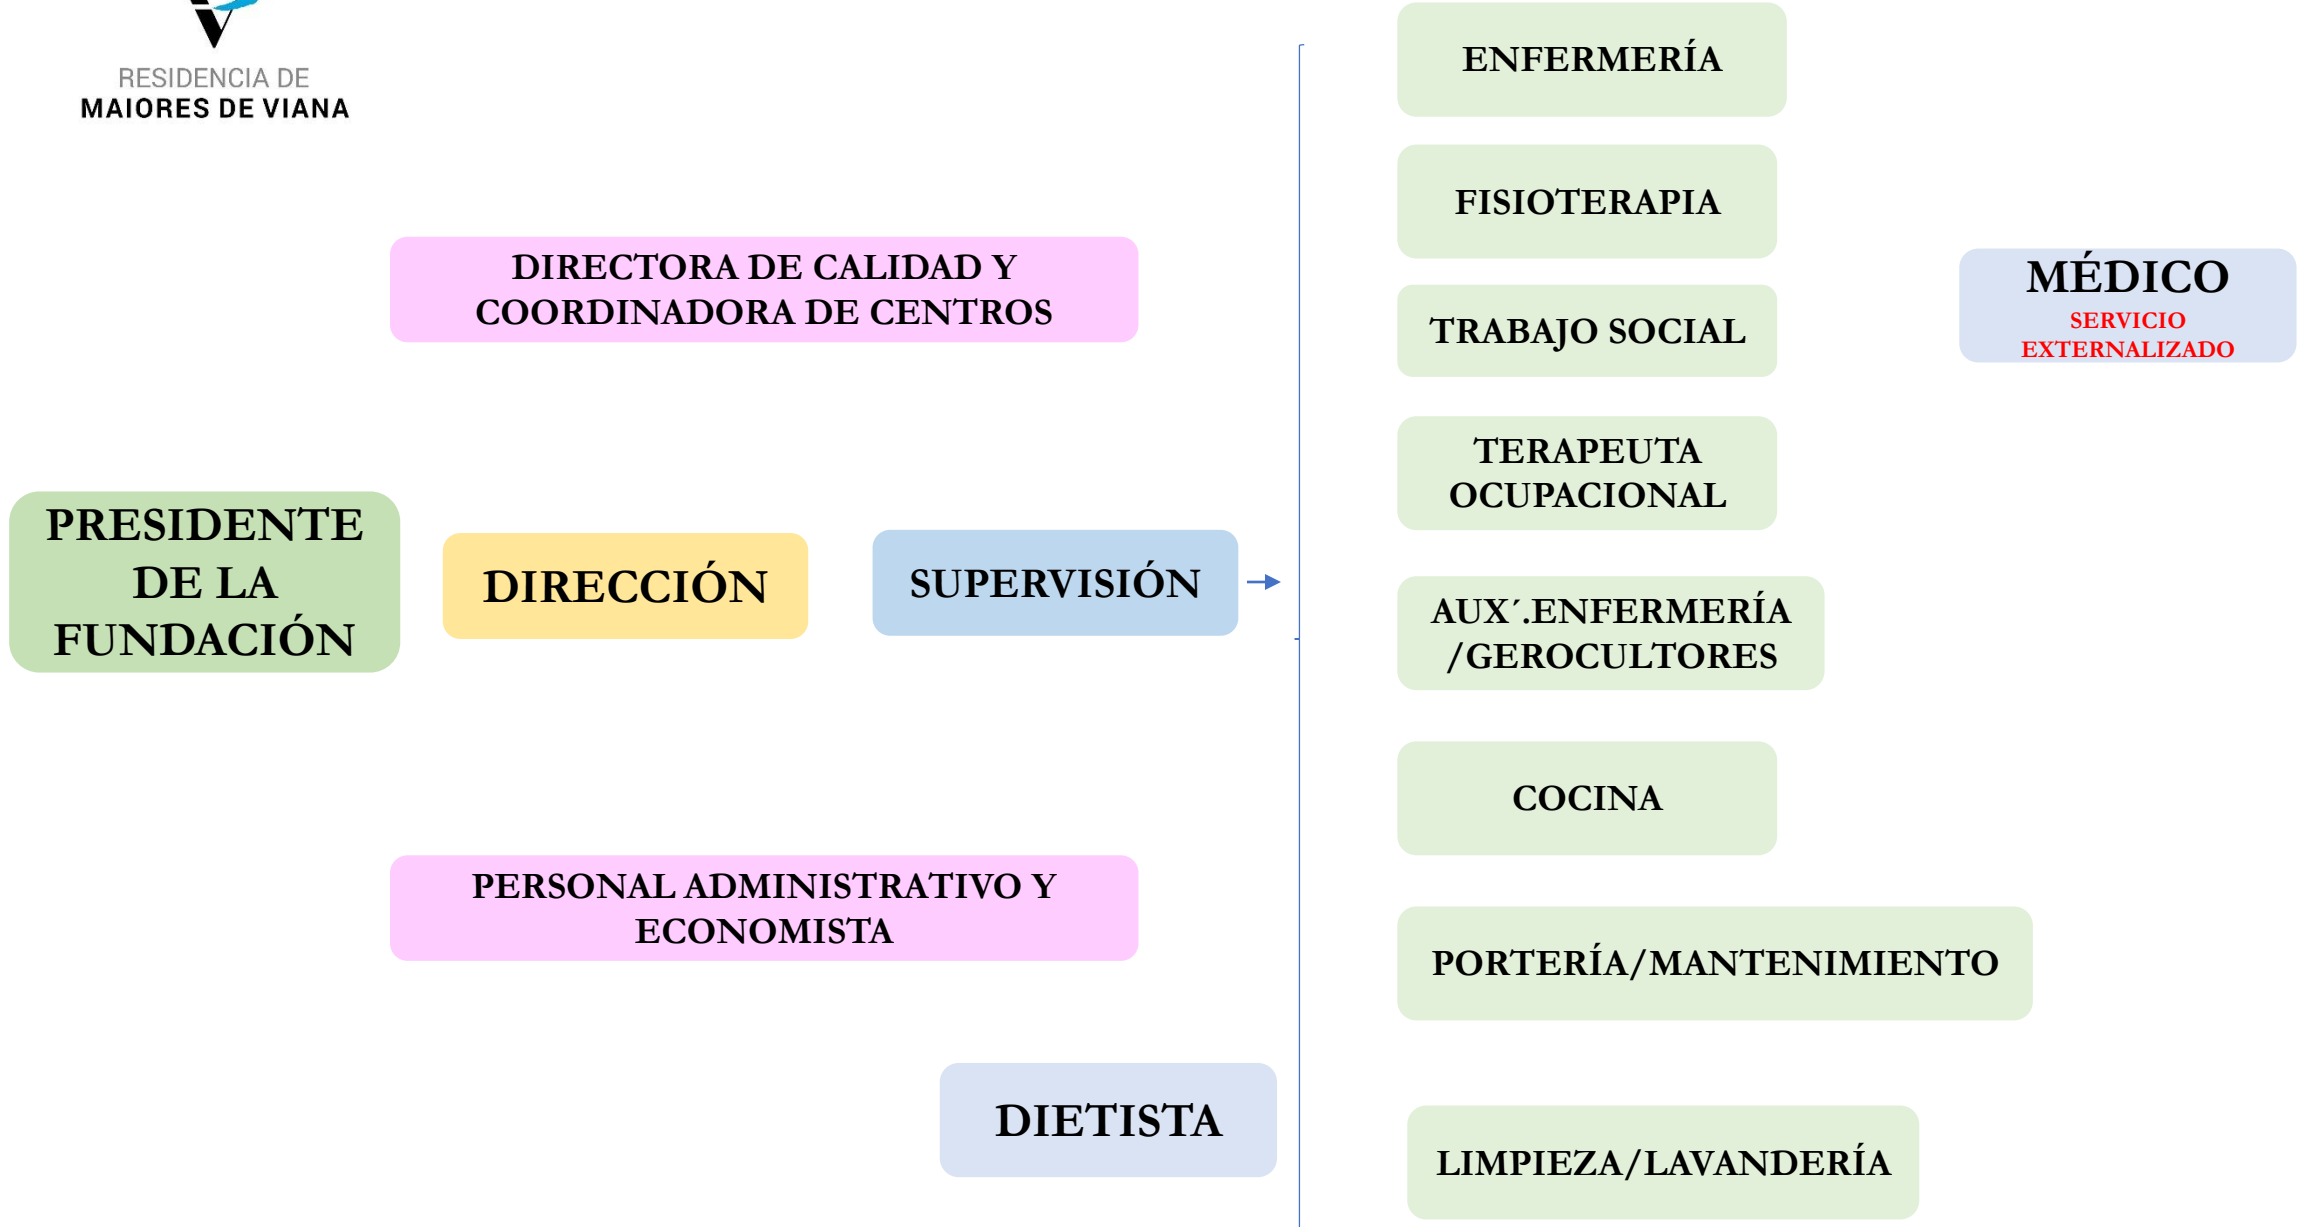 RESIDENCIA DE
MAIORES DE VIANA
ENFERMERÍA
FISIOTERAPIA
DIRECTORA DE CALIDAD Y
COORDINADORA DE CENTROS
TRABAJO SOCIAL
MÉDICO
SERVICIO
EXTERNALIZADO
TERAPEUTA
OCUPACIONAL
PRESIDENTE
DE LA
FUNDACIÓN
DIRECCIÓN
SUPERVISIÓN
AUX´.ENFERMERÍA
/GEROCULTORES
COCINA
PERSONAL ADMINISTRATIVO Y
ECONOMISTA
PORTERÍA/MANTENIMIENTO
DIETISTA
LIMPIEZA/LAVANDERÍA